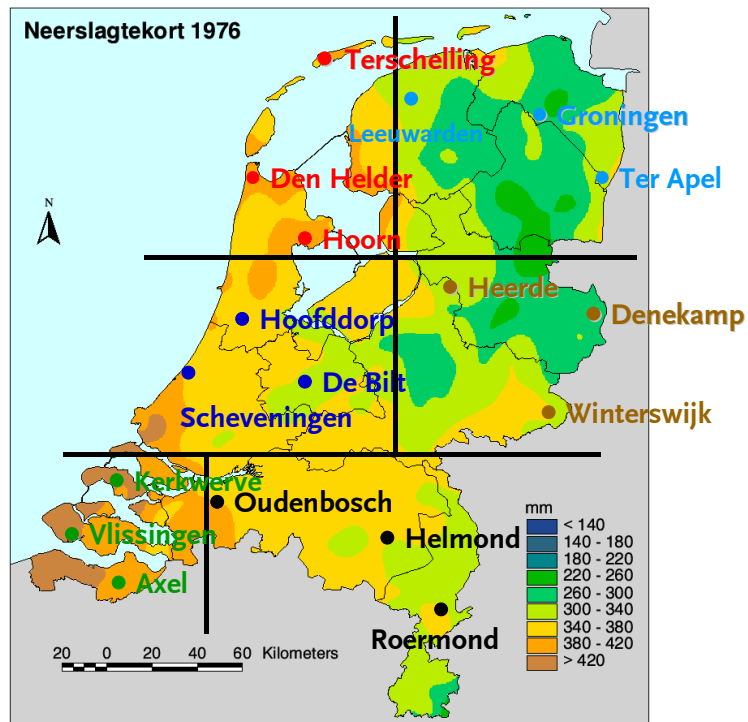 Neerslagtekort 1976
Terschelling
Leeuwarden
Groningen
Den Helder
Ter Apel
N
Hoorn
Heerde
Hoofddorp
Denekamp
De Bilt
Scheveningen
Winterswijk
Kerkwerve
Oudenbosch
Vlissingen
Helmond
Axel
Roermond
mm
< 140
140 - 180
180 - 220
220 - 260
260 - 300
300 - 340
340 - 380
380 - 420
> 420
20 0 20 40 60 Kilometers